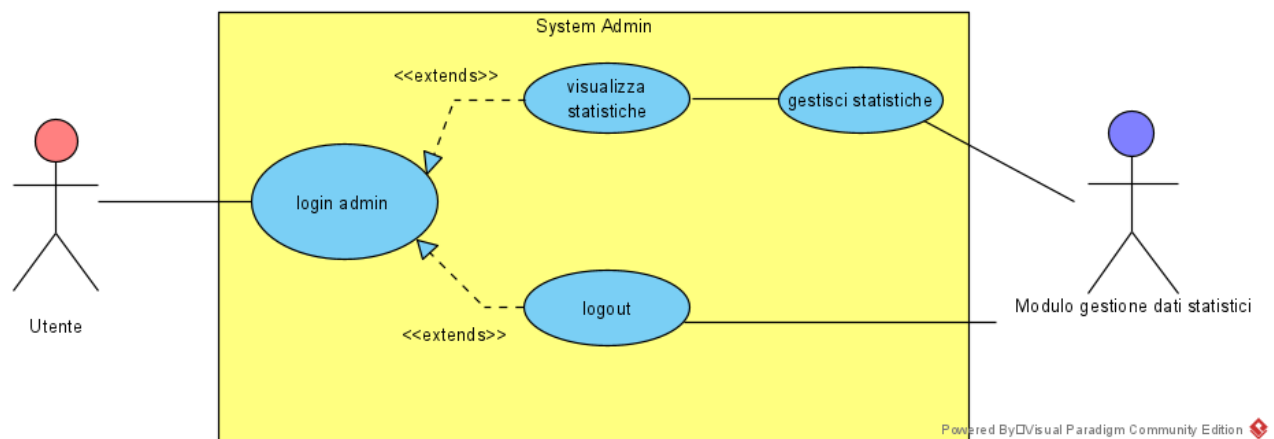 System Admin
<<extends>>
visualizza
statistiche
gestisci statistiche
login admin
logout
<<extends>>
Utente
Modulo gestione dati statistici
Powered By□Visual Paradigm Community Edition